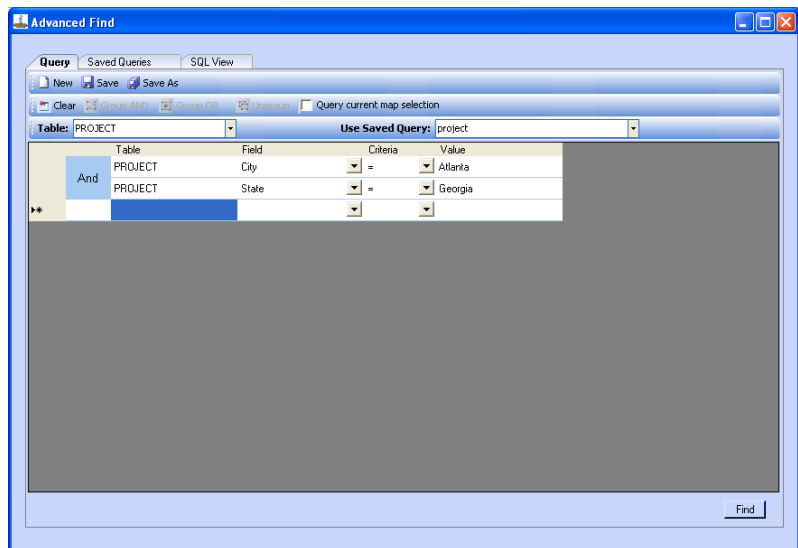 Advanced Find
Query Saved Queries SQL View
New Save Save As
Clear Group AND Group OR Ungroup Query current map selection
Table: PROJECT Use Saved Query: project
Table Field Criteria Value
And
PROJECT City = Atlanta
PROJECT State = Georgia
Find